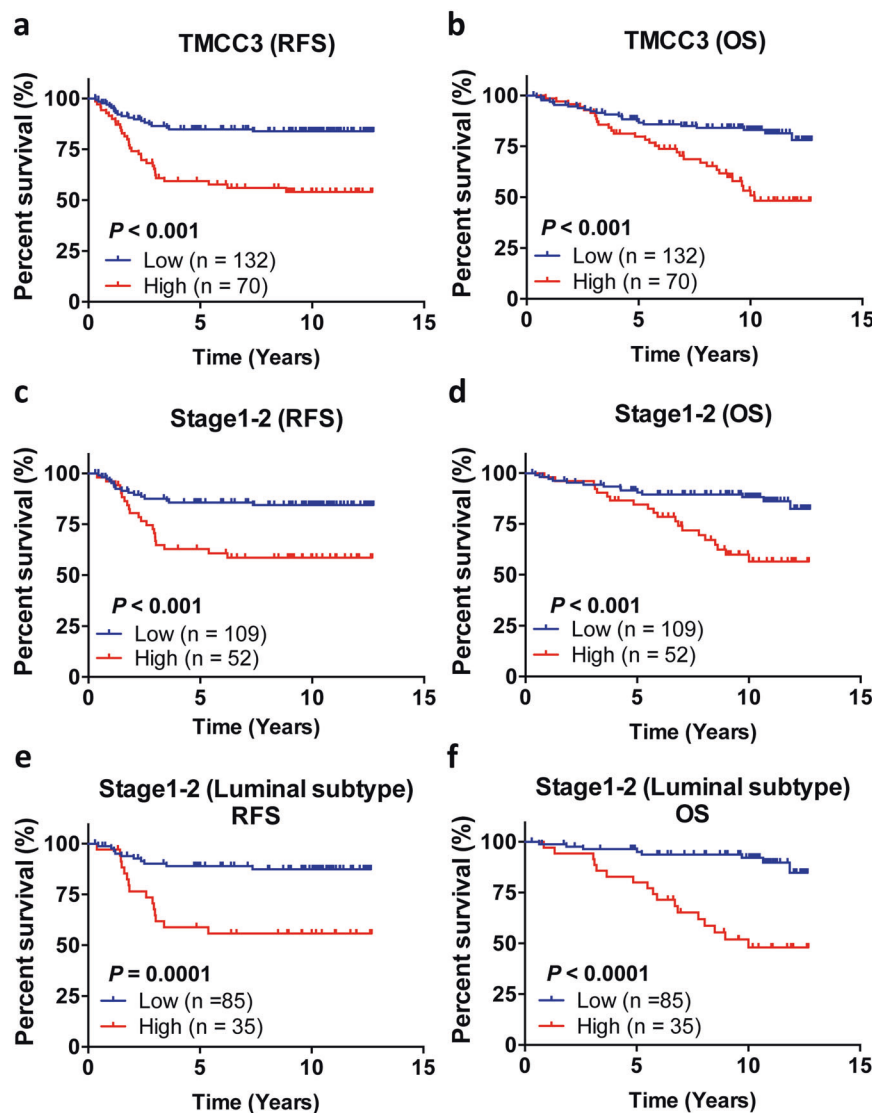 a
TMCC3 (RFS)
Percent survival (%)
100
75
50
25
0
P < 0.001
Low (n = 132)
High (n = 70)
0 5 10 15
Time (Years)
b
TMCC3 (OS)
Percent survival (%)
100
75
50
25
0
P < 0.001
Low (n = 132)
High (n = 70)
0 5 10 15
Time (Years)
c
Stage1-2 (RFS)
Percent survival (%)
100
75
50
25
0
P < 0.001
Low (n = 109)
High (n = 52)
0 5 10 15
Time (Years)
d
Stage1-2 (OS)
Percent survival (%)
100
75
50
25
0
P < 0.001
Low (n = 109)
High (n = 52)
0 5 10 15
Time (Years)
e
Stage1-2 (Luminal subtype)
RFS
Percent survival (%)
100
75
50
25
0
P = 0.0001
Low (n =85)
High (n = 35)
0 5 10 15
Time (Years)
f
Stage1-2 (Luminal subtype)
OS
Percent survival (%)
100
75
50
25
0
P < 0.0001
Low (n =85)
High (n = 35)
0 5 10 15
Time (Years)